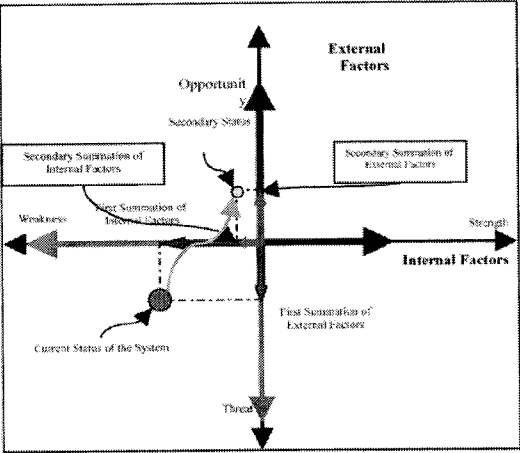 External
Factors
Opportunit
y
Secondary Status
Secondary Summation of
Internal Factors
Secondary Summation of
External Factors
First Summation of
Internal Factors
Weakness
Strength
Internal Factors
First Summation of
External Factors
Current Status of the System
Threat